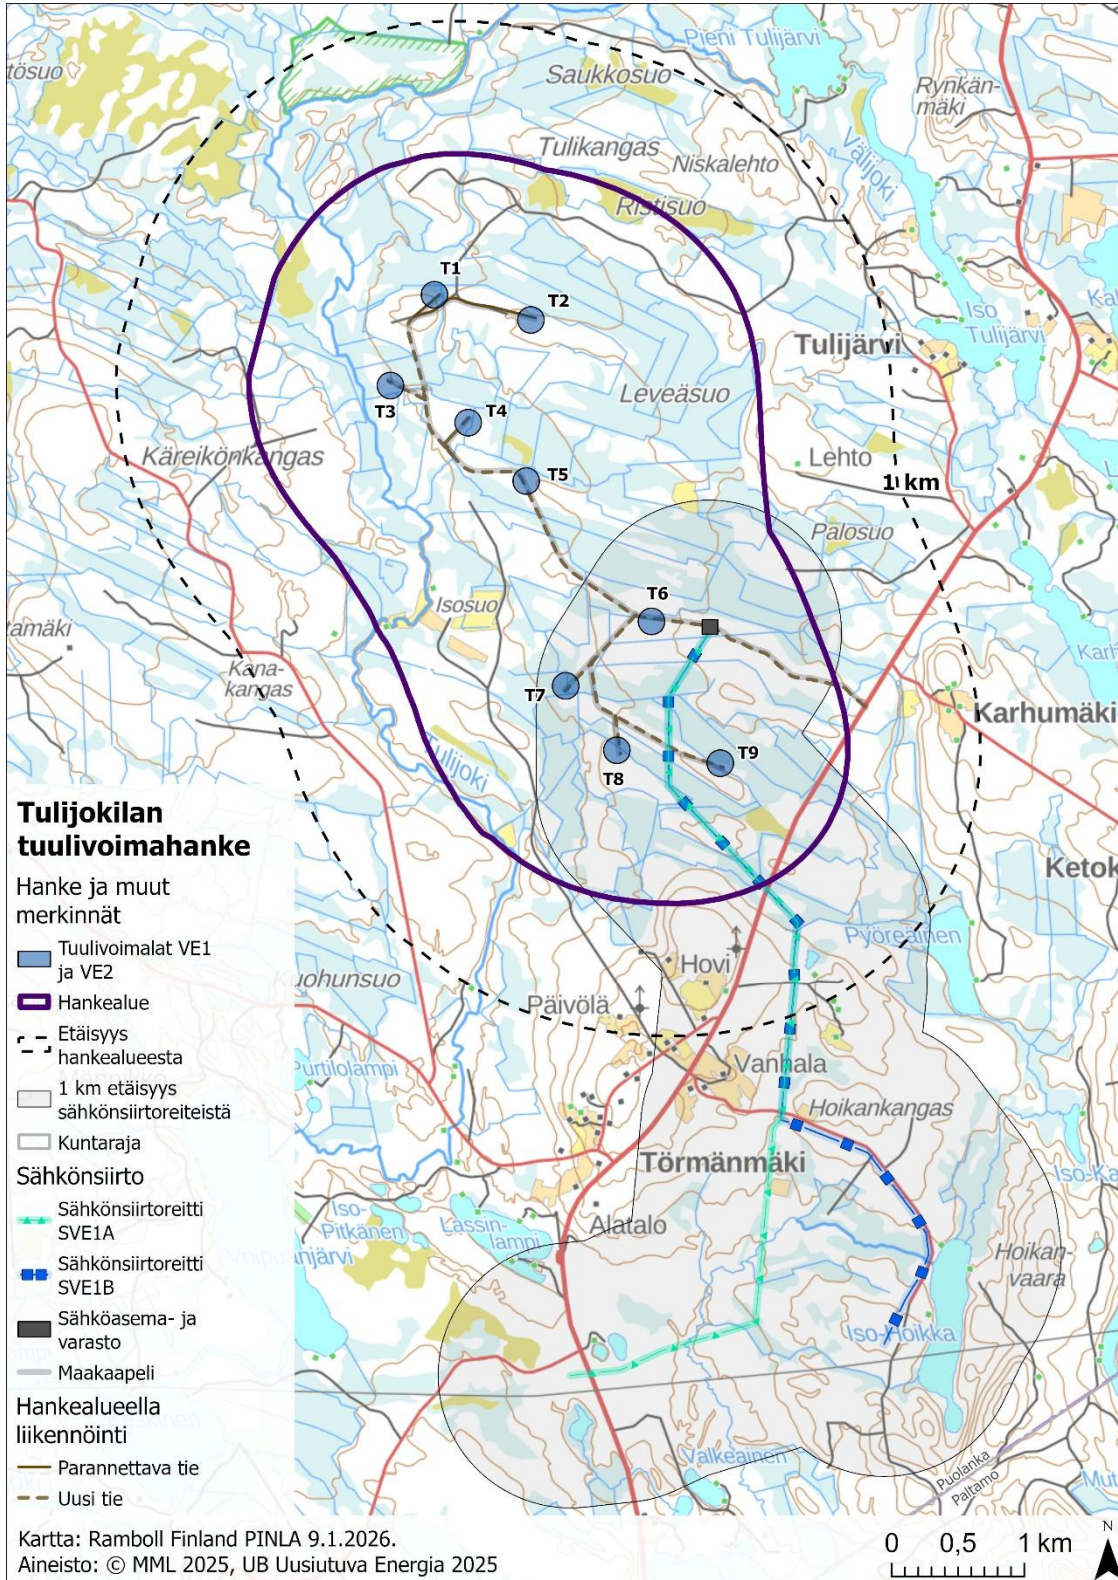 Pieni Tulijärvi
tösuo
Saukkosuo
Rynkän-
mäki
Tulikangas
Niskalehto
Välijoki
Ristisuo
T1
T2
Iso
Tulijärvi
Tulijärvi
T3
T4
Leveäsuo
Käreikönkangas
Lehto
T5
1 km
Palosuo
Isosuo
T6
tamäki
Kana-
kangas
T7
Karhumäki
Tulijoki
T8
T9
Tulijokilan
tuulivoimahanke
Hanke ja muut
merkinnät
Tuulivoimalat VE1
ja VE2
Hankealue
Etäisyys
hankealueesta
1 km etäisyys
sähkönsiirtoreiteistä
Kuntaraja
Sähkönsiirto
Sähkönsiirtoreitti
SVE1A
Sähkönsiirtoreitti
SVE1B
Sähköasema- ja
varasto
Maakaapeli
Hankealueella
liikennöinti
Parannettava tie
Uusi tie
Ketok
Pyöreäinen
Kuohunsuo
Hovi
Päivölä
Purtilolampi
Vanhala
Hoikankangas
Törmänmäki
Iso-Ka
Iso-
Pitkänen
Lassin-
lampi
Alatalo
Hoikan-
vaara
Iso-Hoikka
Valkeainen
Puolanka
Paltamo
Mut
Kartta: Ramboll Finland PINLA 9.1.2026.
Aineisto: © MML 2025, UB Uusiutuva Energia 2025
0 0,5 1 km
N